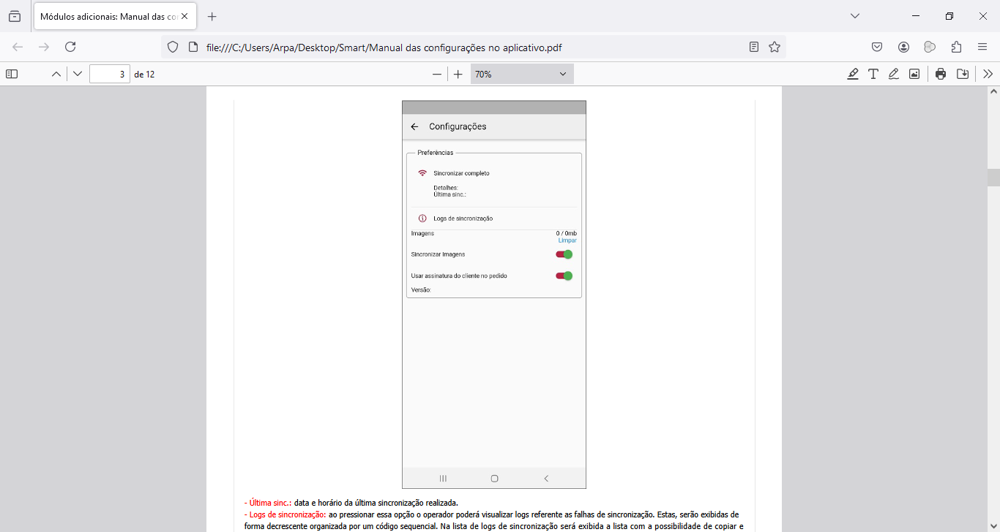 Módulos adicionais: Manual das co
file:///C:/Users/Arpa/Desktop/Smart/Manual das configurações no aplicativo.pdf
3 de 12
70%
Configurações
Preferências
Sincronizar completo
Detalhes:
Última sinc.:
Logs de sincronização
Imagens 0 / 0mb
Limpar
Sincronizar Imagens
Usar assinatura do cliente no pedido
Versão:
- Última sinc.: data e horário da última sincronização realizada.
- Logs de sincronização: ao pressionar essa opção o operador poderá visualizar logs referente as falhas de sincronização. Estas, serão exibidas de
forma decrescente organizada por um código sequencial. Na lista de logs de sincronização será exibida a lista com a possibilidade de copiar e